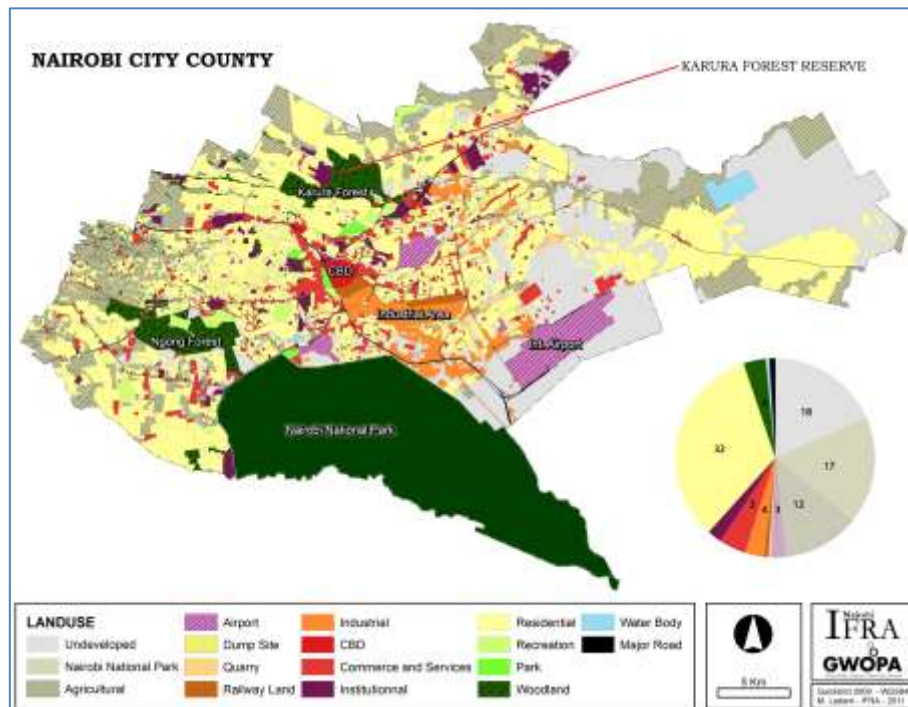 NAIROBI CITY COUNTY
KARURA FOREST RESERVE
Karura Forest
CBD
Industrial Area
Ngong Forest
Int. Airport
Nairobi National Park
32
17
12
4
LANDUSE
Undeveloped
Nairobi National Park
Agricultural
Airport
Dump Site
Quarry
Railway Land
Industrial
CBD
Commerce and Services
Institutionnal
Residential
Recreation
Park
Woodland
Water Body
Major Road
5 Km
Nairobi
IFRA
GWOPA